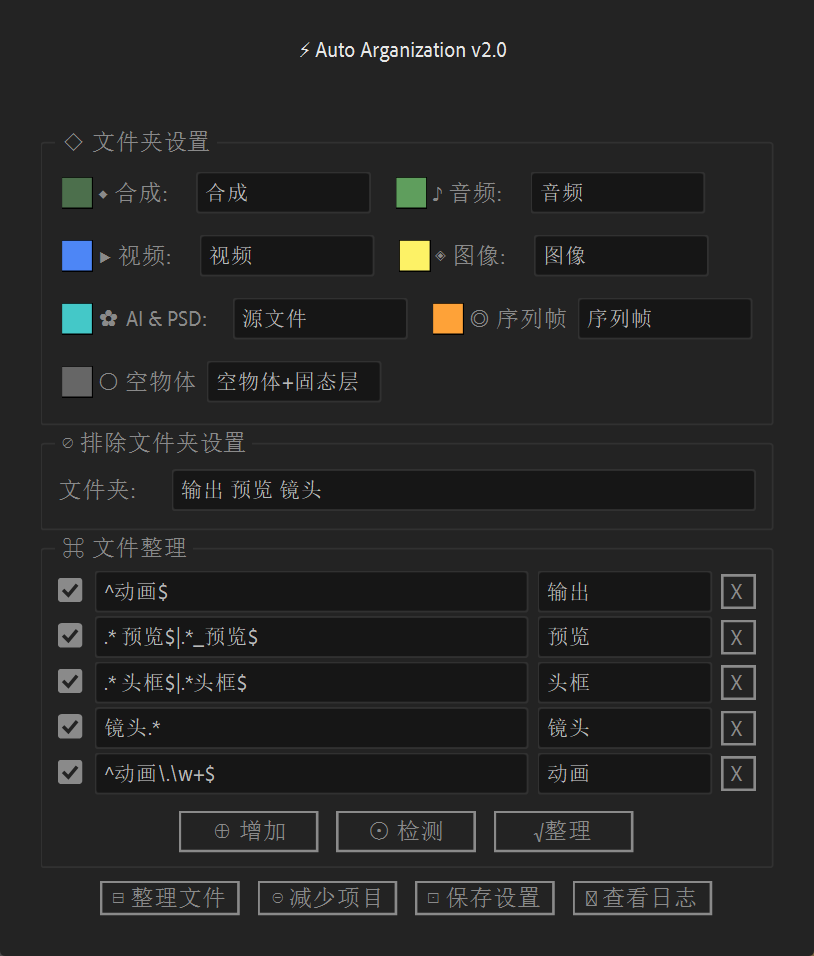 ⚡ Auto Arganization v2.0
◇ 文件夹设置
⬥ 合成: 合成 ♪ 音频: 音频
▶ 视频: 视频 ◈ 图像: 图像
✿ AI & PSD: 源文件 ◎ 序列帧 序列帧
○ 空物体 空物体+固态层
⊘ 排除文件夹设置
文件夹: 输出 预览 镜头
⌘ 文件整理
^动画$ 输出 X
.* 预览$|.*_预览$ 预览 X
.* 头框$|.*头框$ 头框 X
镜头.* 镜头 X
^动画\.\w+$ 动画 X
⊕ 增加 ⊙ 检测 √整理
⊟ 整理文件 ⊖ 减少项目 ⊡ 保存设置 查看日志